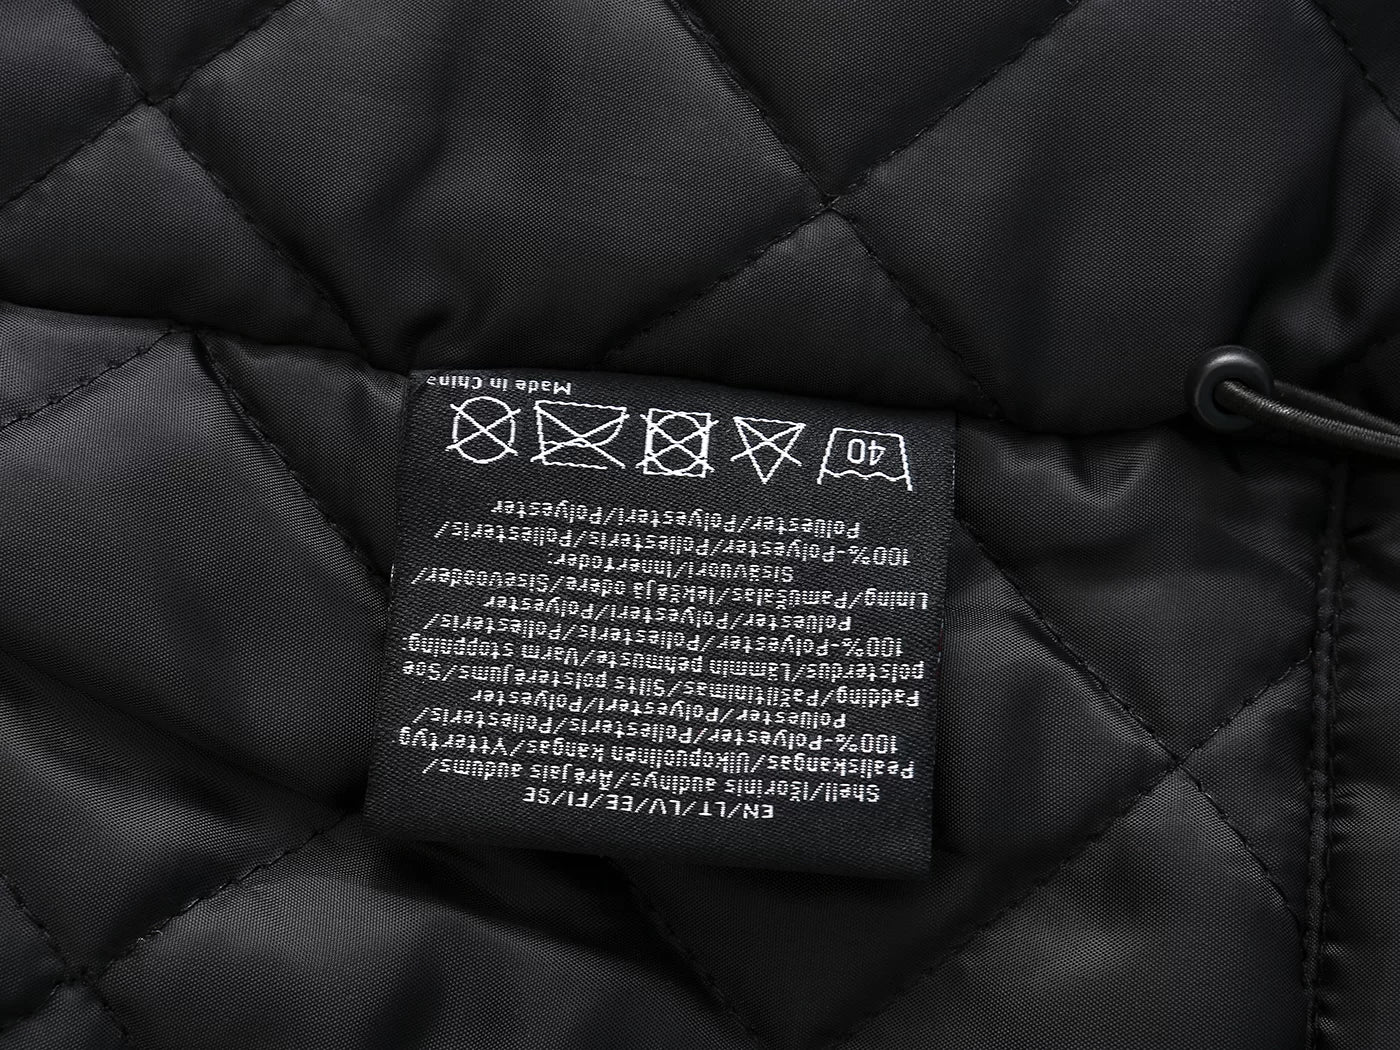 EN/LT/LV/EE/FI/SE
Shell/Išorinis audinys/Ārējais audums/
Pealiskangas/Ulkopuolinen kangas/Yttertyg
100%-Polyester/Poliesteris/Poliesteris/
Polüester/Polyesteri/Polyester
Padding/Pašiltinimas/Silts polsterējums/Soe
polsterdus/Lämmin pehmuste/Varm stoppning:
100%-Polyester/Poliesteris/Poliesteris/
Polüester/Polyesteri/Polyester
Lining/Pamušalas/Iekšēja odere/Sisevooder/
Sisävuori/Innerfoder:
100%-Polyester/Poliesteris/Poliesteris/
Polüester/Polyesteri/Polyester
40
Made in China